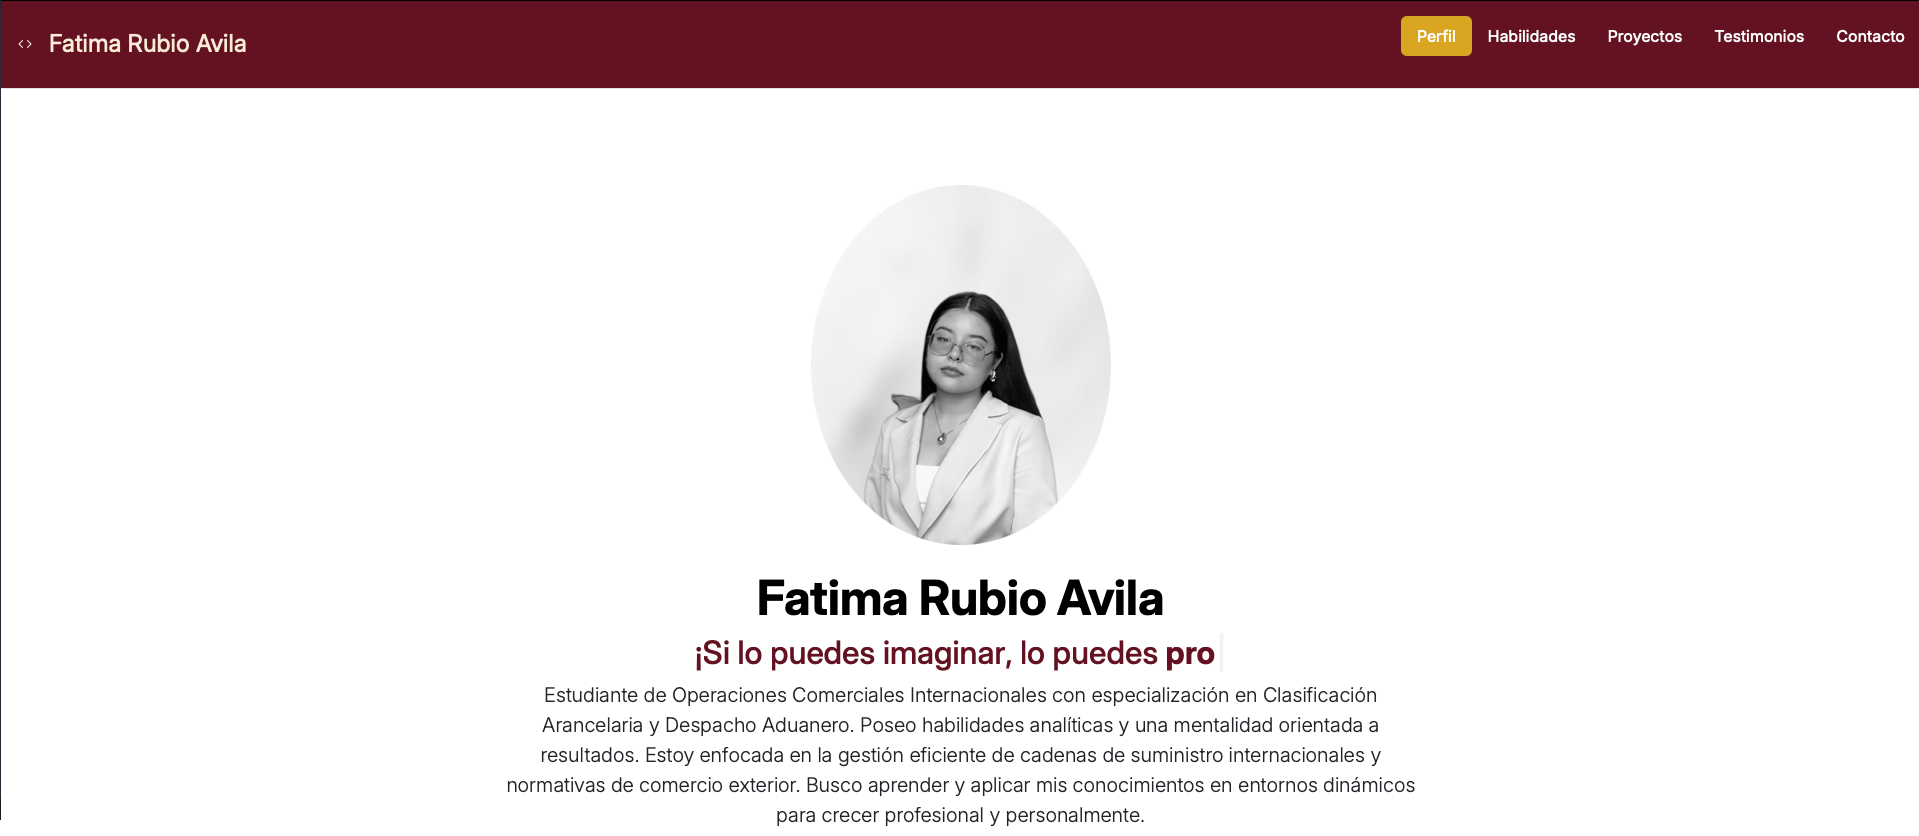 <> Fatima Rubio Avila
Perfil Habilidades Proyectos Testimonios Contacto
Fatima Rubio Avila
¡Si lo puedes imaginar, lo puedes pro
Estudiante de Operaciones Comerciales Internacionales con especialización en Clasificación
Arancelaria y Despacho Aduanero. Poseo habilidades analíticas y una mentalidad orientada a
resultados. Estoy enfocada en la gestión eficiente de cadenas de suministro internacionales y
normativas de comercio exterior. Busco aprender y aplicar mis conocimientos en entornos dinámicos
para crecer profesional y personalmente.